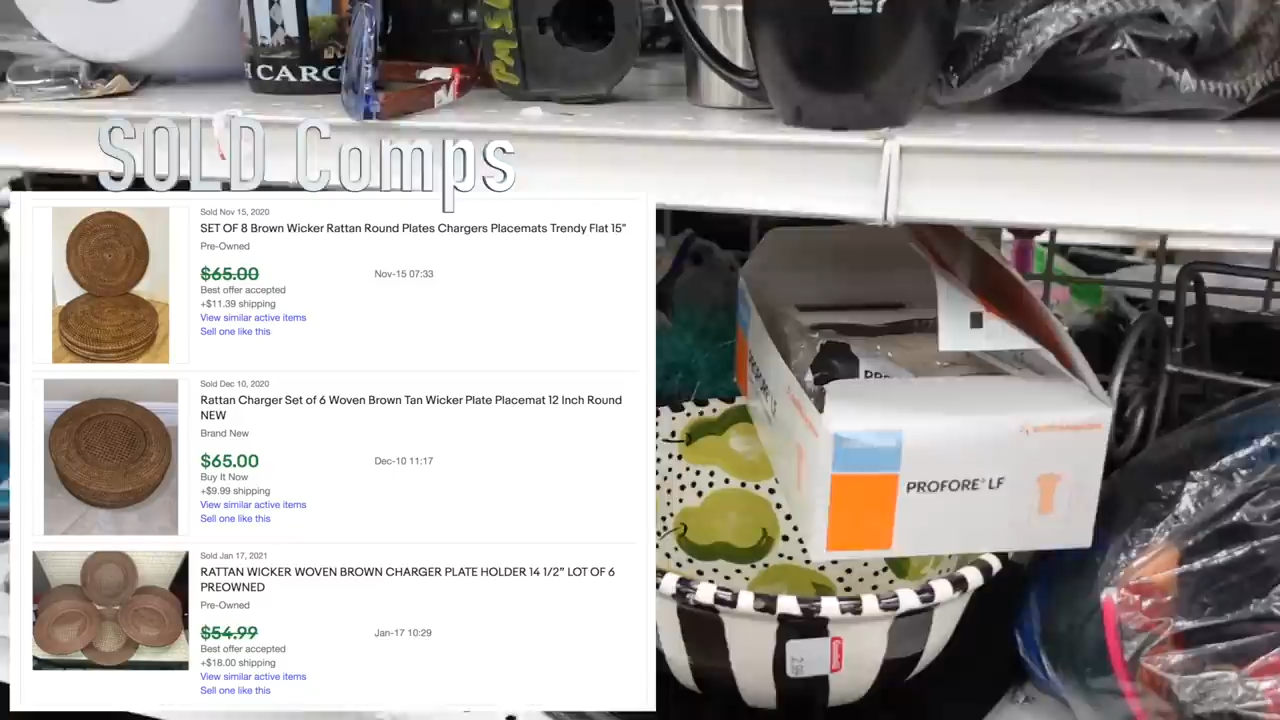 H CARO
SOLD Comps
Sold Nov 15, 2020
SET OF 8 Brown Wicker Rattan Round Plates Chargers Placemats Trendy Flat 15"
Pre-Owned
$65.00
Nov-15 07:33
Best offer accepted
+$11.39 shipping
View similar active items
Sell one like this
Sold Dec 10, 2020
Rattan Charger Set of 6 Woven Brown Tan Wicker Plate Placemat 12 Inch Round
NEW
Brand New
$65.00
Dec-10 11:17
Buy It Now
+$9.99 shipping
View similar active items
Sell one like this
Sold Jan 17, 2021
RATTAN WICKER WOVEN BROWN CHARGER PLATE HOLDER 14 1/2" LOT OF 6
PREOWNED
Pre-Owned
$54.99
Jan-17 10:29
Best offer accepted
+$18.00 shipping
View similar active items
Sell one like this
PROFORE LF
PROFORE® LF